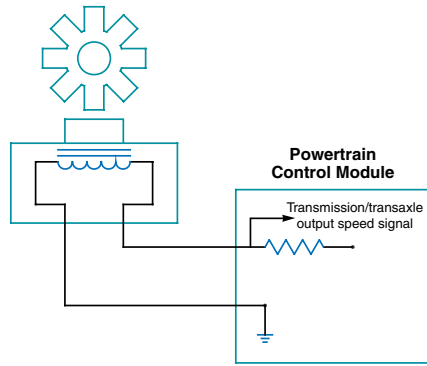 Powertrain
Control Module
Transmission/transaxle
output speed signal